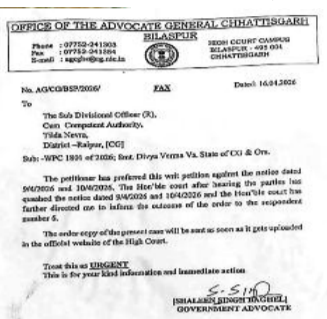 OFFICE OF THE ADVOCATE GENERAL CHHATTISGARH
BILASPUR
Phone : 07752-241303
Fax : 07752-241384
E-mail :
HIGH COURT CAMPUS
BILASPUR - 495 001
CHHATTISGARH
No. AG/CG/BSP/2026/ FAX Dated: 16.04.2026
To
The Sub Divisional Officer (R),
Cum Competent Authority,
Tilda Nevra,
District –Raipur, [CG]
Sub: -WPC 1801 of 2026; Smt. Divya Verma Vs. State of CG & Ors.
The petitioner has preferred this writ petition against the notice dated
9/4/2026 and 10/4/2026. The Hon'ble court after hearing the parties has
quashed the notice dated 9/4/2026 and 10/4/2026 and the Hon'ble court has
further directed me to inform the outcome of the order to the respondent
number 5.
The order copy of the present case will be sent as soon as it gets uploaded
in the official website of the High Court.
Treat this as URGENT
This is for your kind information and immediate action
[SHALEEN SINGH BAGHEL]
GOVERNMENT ADVOCATE